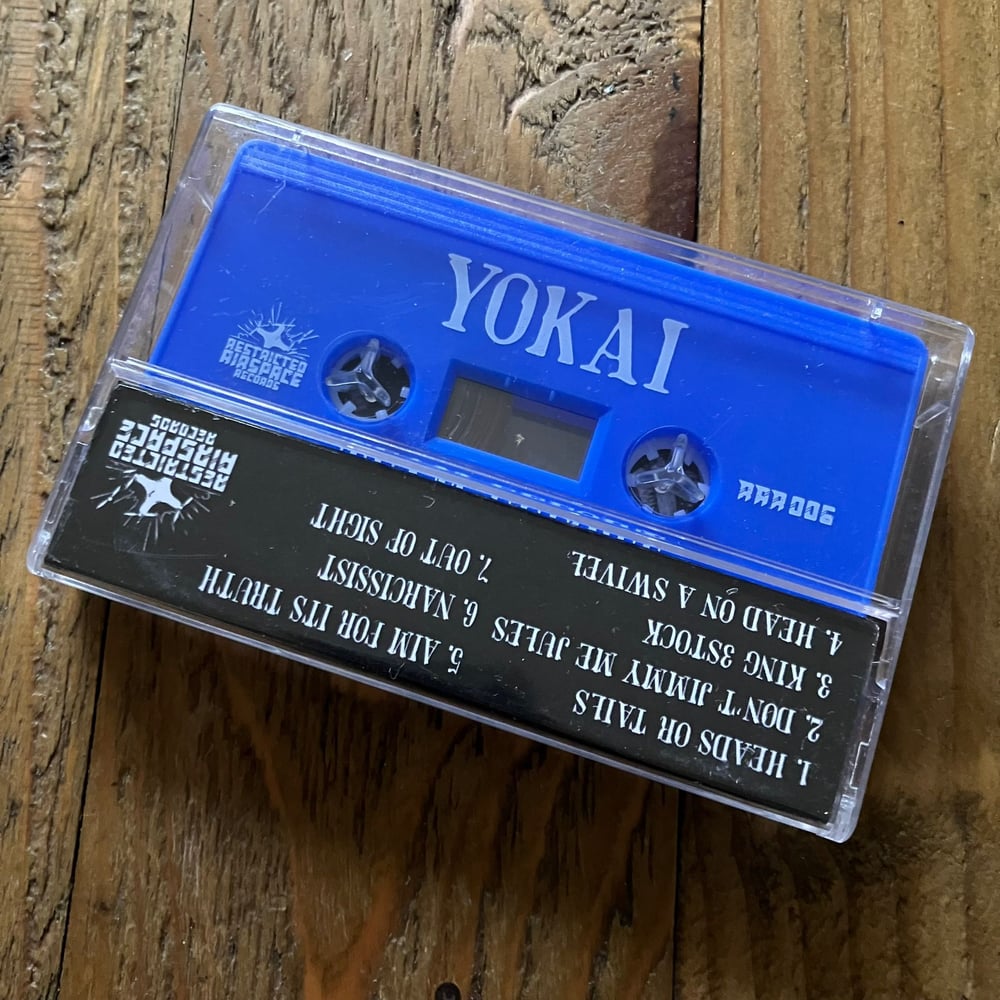 YOKAI
RESTRICTED
AIRSPACE
RECORDS
RAR006
1. HEADS OR TAILS
2. DON'T JIMMY ME JULES
3. KING 3STOCK
4. HEAD ON A SWIVEL
5. AIM FOR ITS TRUTH
6. NARCISSIST
7. OUT OF SIGHT
RESTRICTED
AIRSPACE
RECORDS